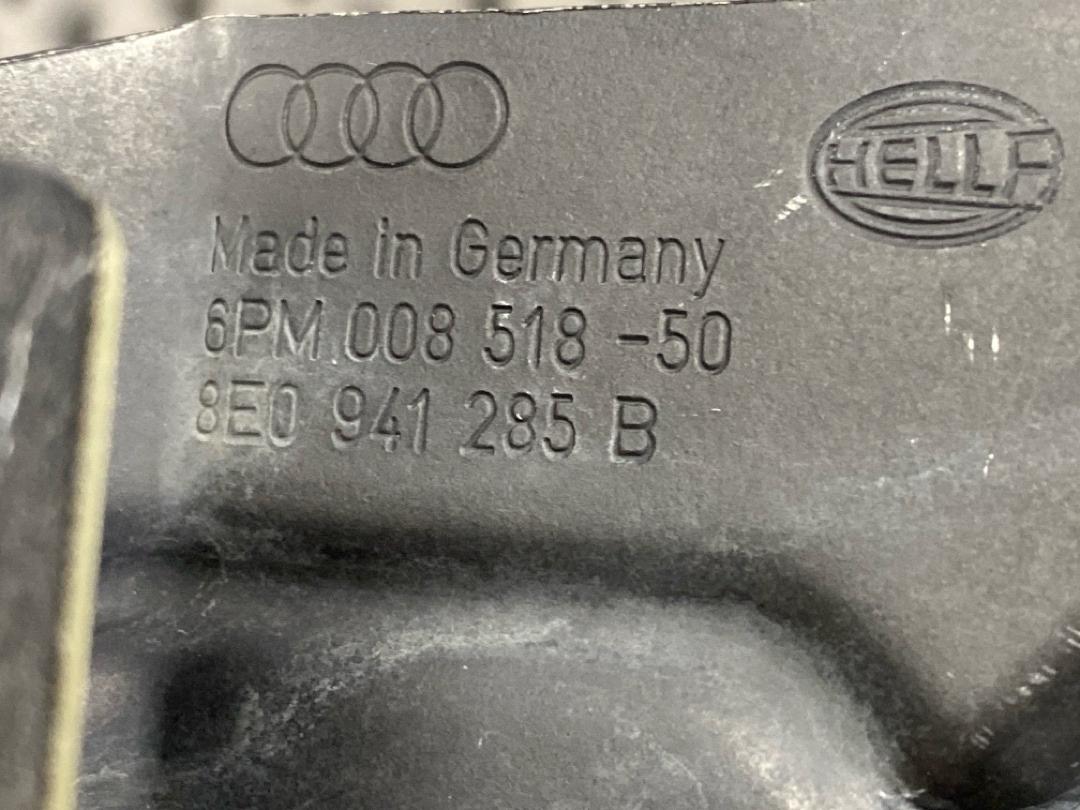 HELLA
Made in Germany
6PM 008 518 -50
8E0 941 285 B